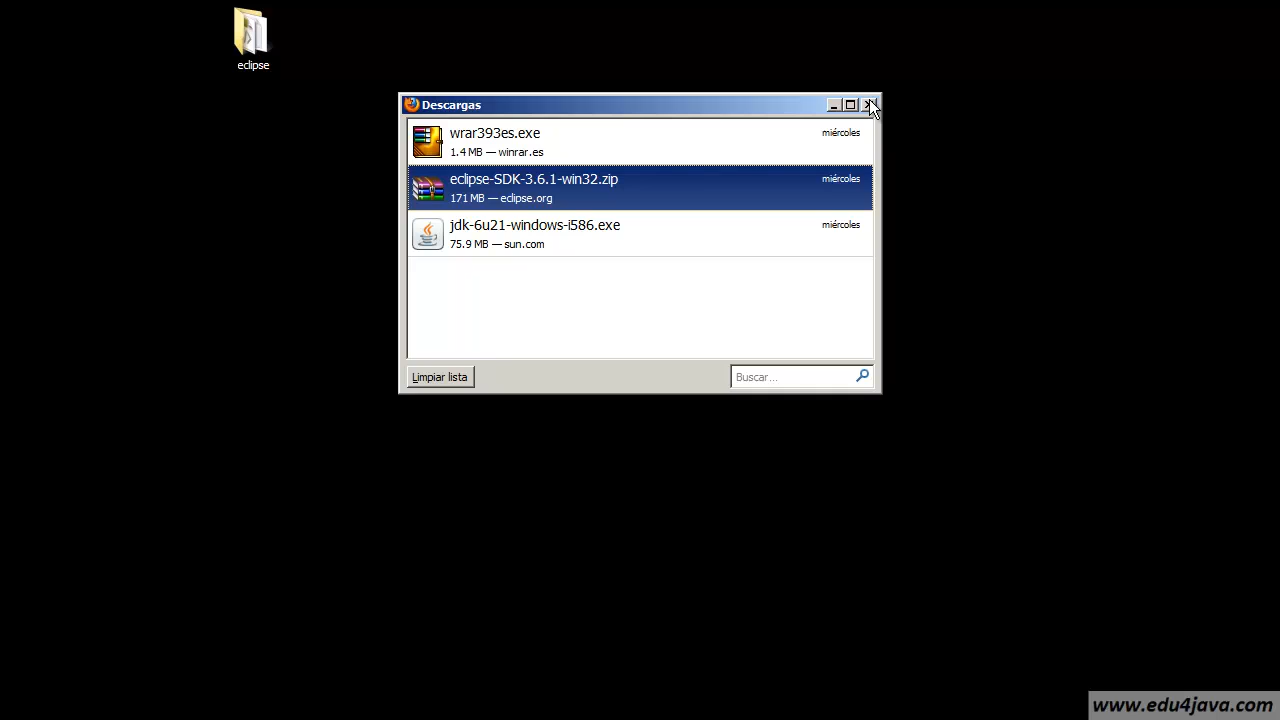 eclipse
Descargas
wrar393es.exe
miércoles
1.4 MB — winrar.es
eclipse-SDK-3.6.1-win32.zip
miércoles
171 MB — eclipse.org
jdk-6u21-windows-i586.exe
miércoles
75.9 MB — sun.com
Limpiar lista
Buscar...
www.edu4java.com